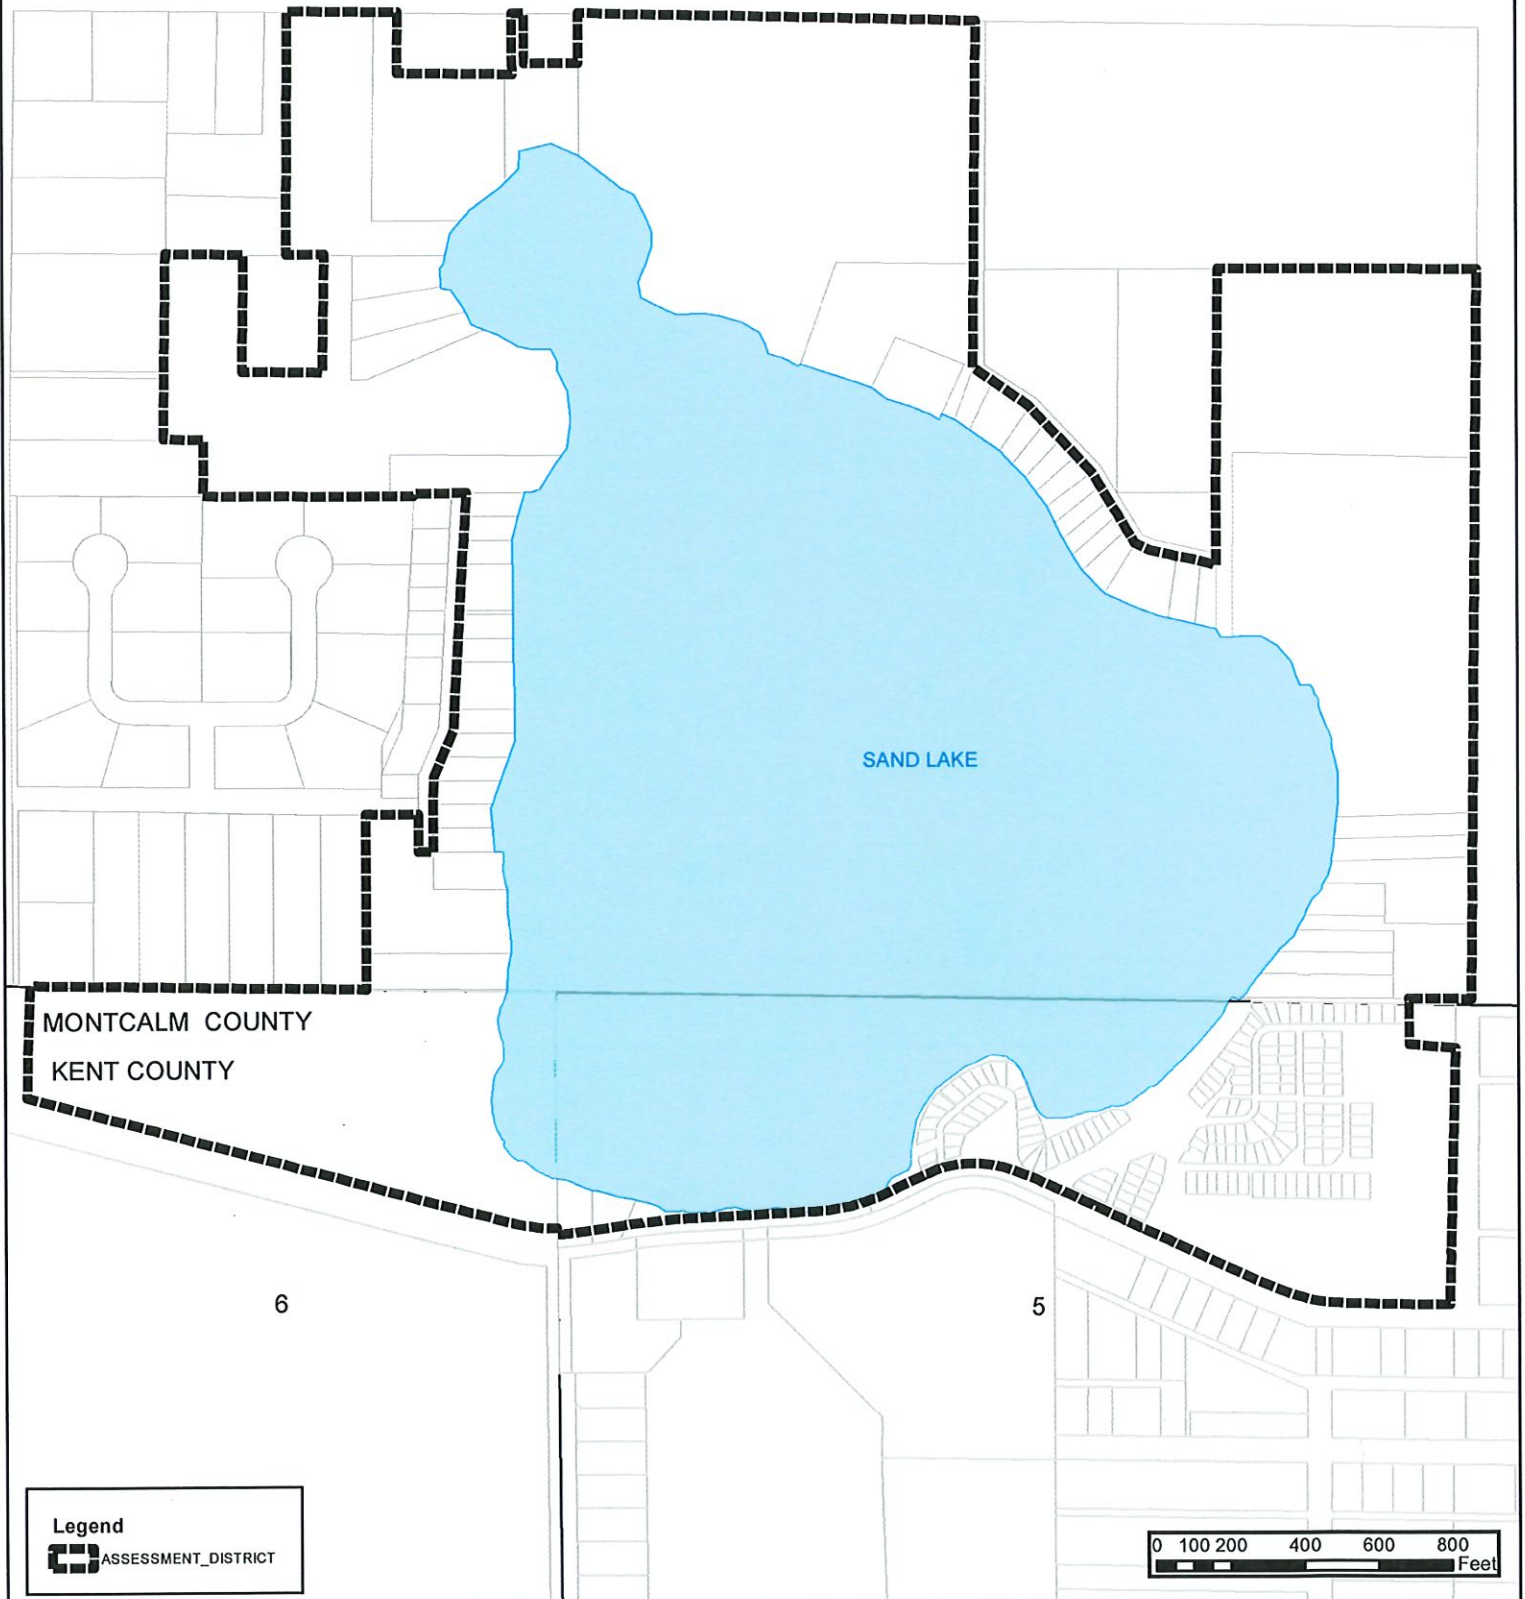 SAND LAKE
MONTCALM COUNTY
KENT COUNTY
6
5
Legend
ASSESSMENT_DISTRICT
0 100 200 400 600 800
Feet